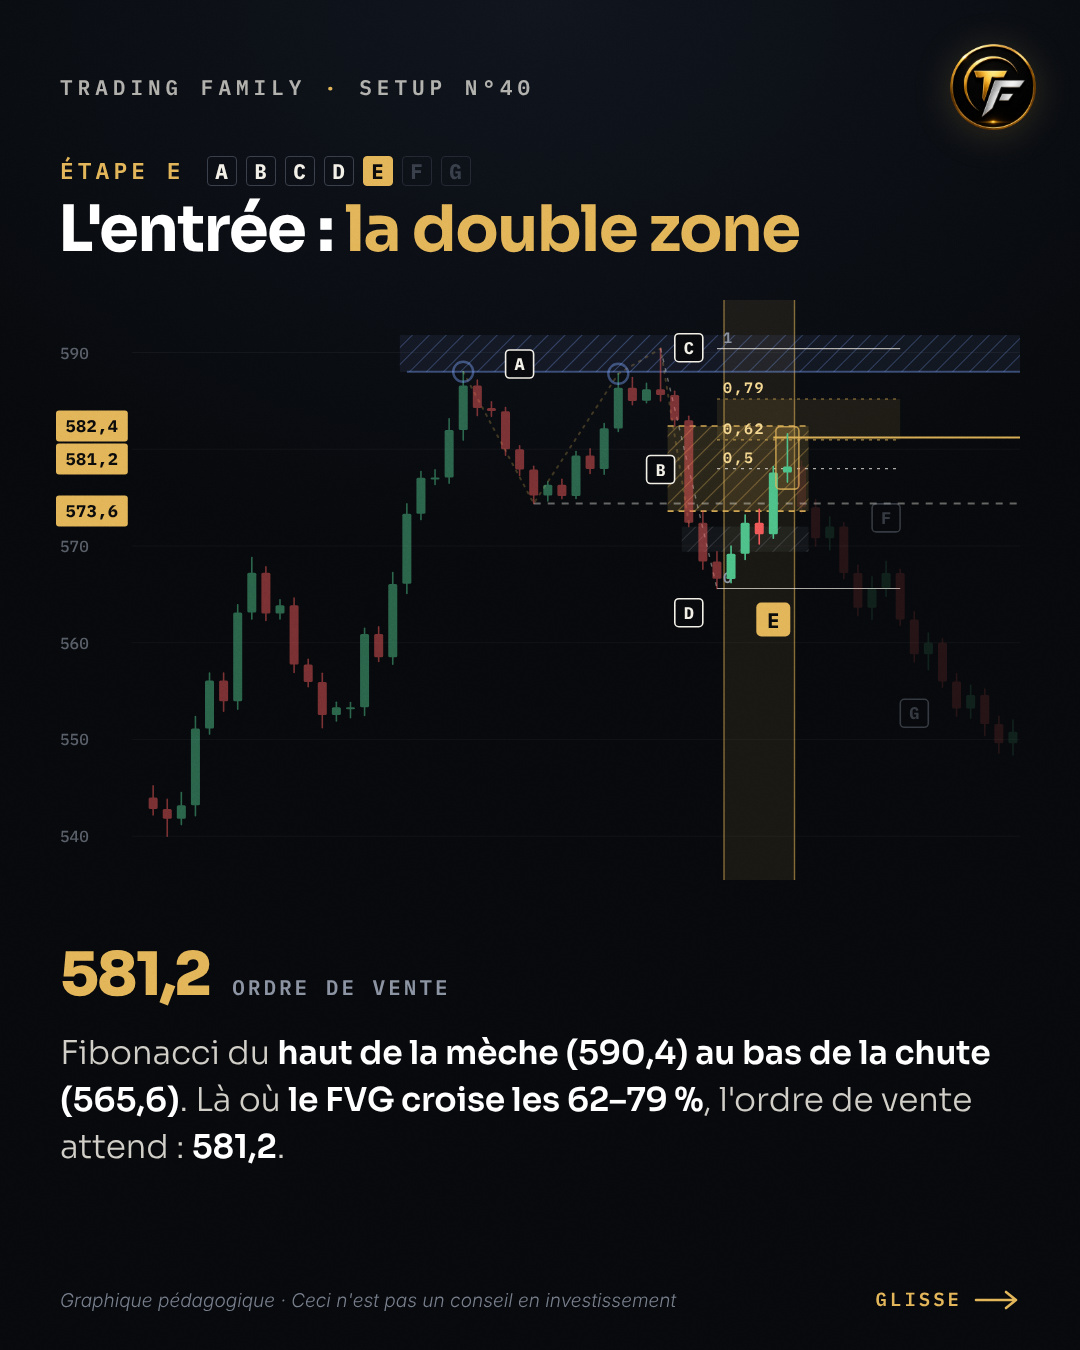 TRADING FAMILY · SETUP N°40
TF
ÉTAPE E A B C D E F G
L'entrée : la double zone
590
582,4
581,2
573,6
570
560
550
540
A
C
B
D
E
F
G
1
0,79
0,62
0,5
0
581,2 ORDRE DE VENTE
Fibonacci du haut de la mèche (590,4) au bas de la chute
(565,6). Là où le FVG croise les 62–79 %, l'ordre de vente
attend : 581,2.
Graphique pédagogique · Ceci n'est pas un conseil en investissement
GLISSE